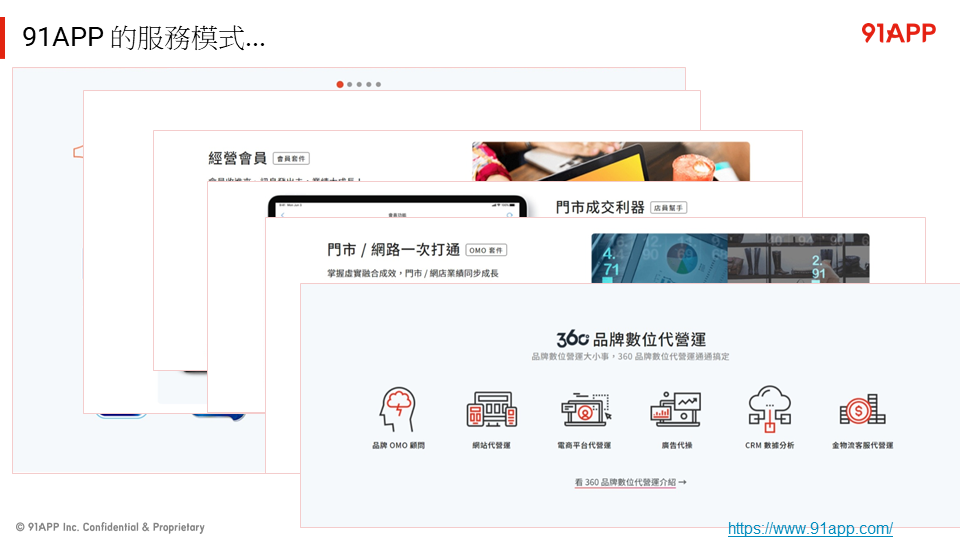 91APP 的服務模式...
91APP
經營會員 會員套件
門市成交利器 店員幫手
門市 / 網路一次打通 OMO 套件
掌握虛實融合成效，門市 / 網店業績同步成長
4.
71
2.
91
360° 品牌數位代營運
品牌數位營運大小事，360 品牌數位代營運通通搞定
品牌 OMO 顧問
網站代營運
電商平台代營運
廣告代操
CRM 數據分析
金物流客服代營運
看 360 品牌數位代營運介紹 →
© 91APP Inc. Confidential & Proprietary
https://www.91app.com/